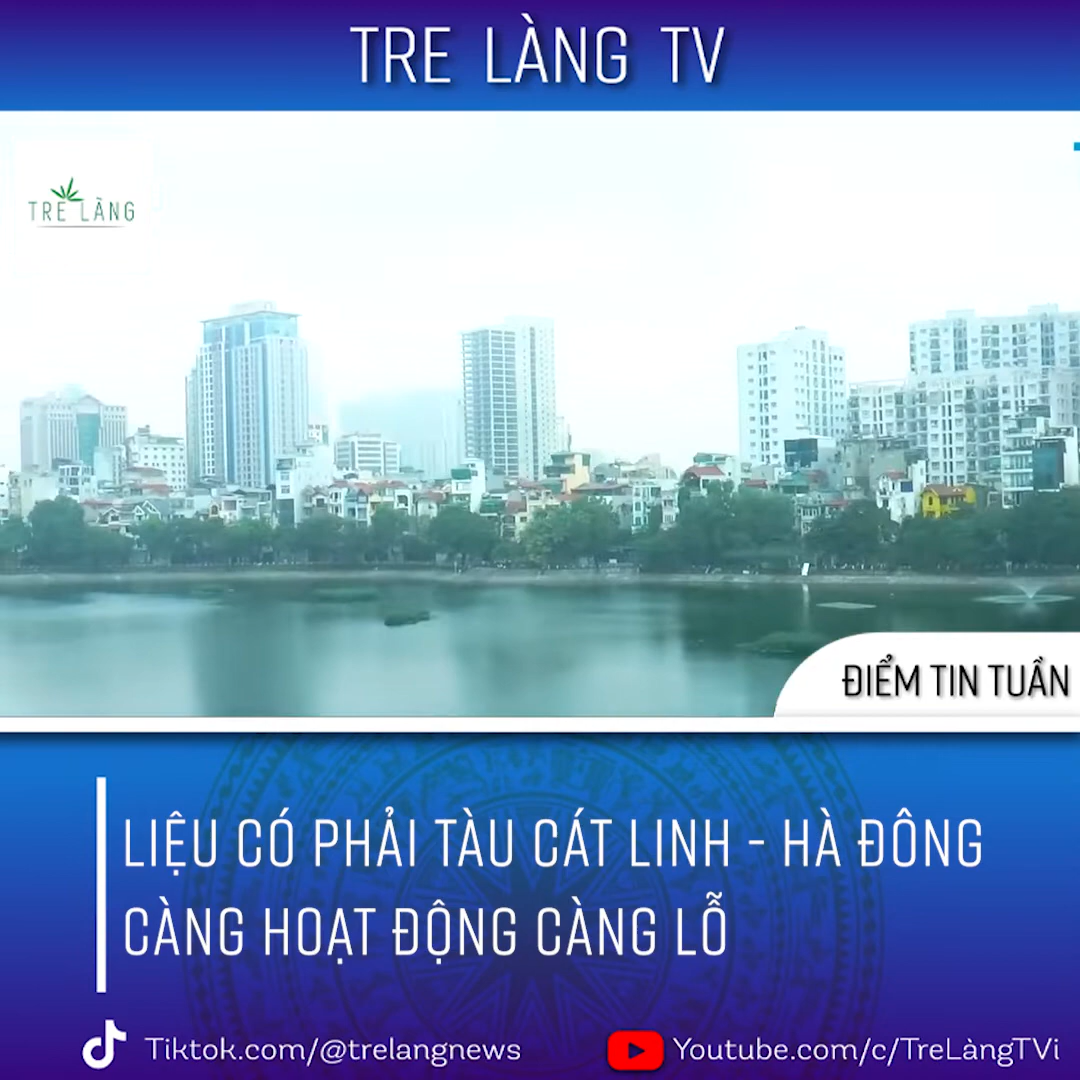 TRE LÀNG TV
TRE LÀNG
ĐIỂM TIN TUẦN
LIỆU CÓ PHẢI TÀU CÁT LINH - HÀ ĐÔNG
CÀNG HOẠT ĐỘNG CÀNG LỖ
Tiktok.com/@trelangnews
Youtube.com/c/TreLàngTVi